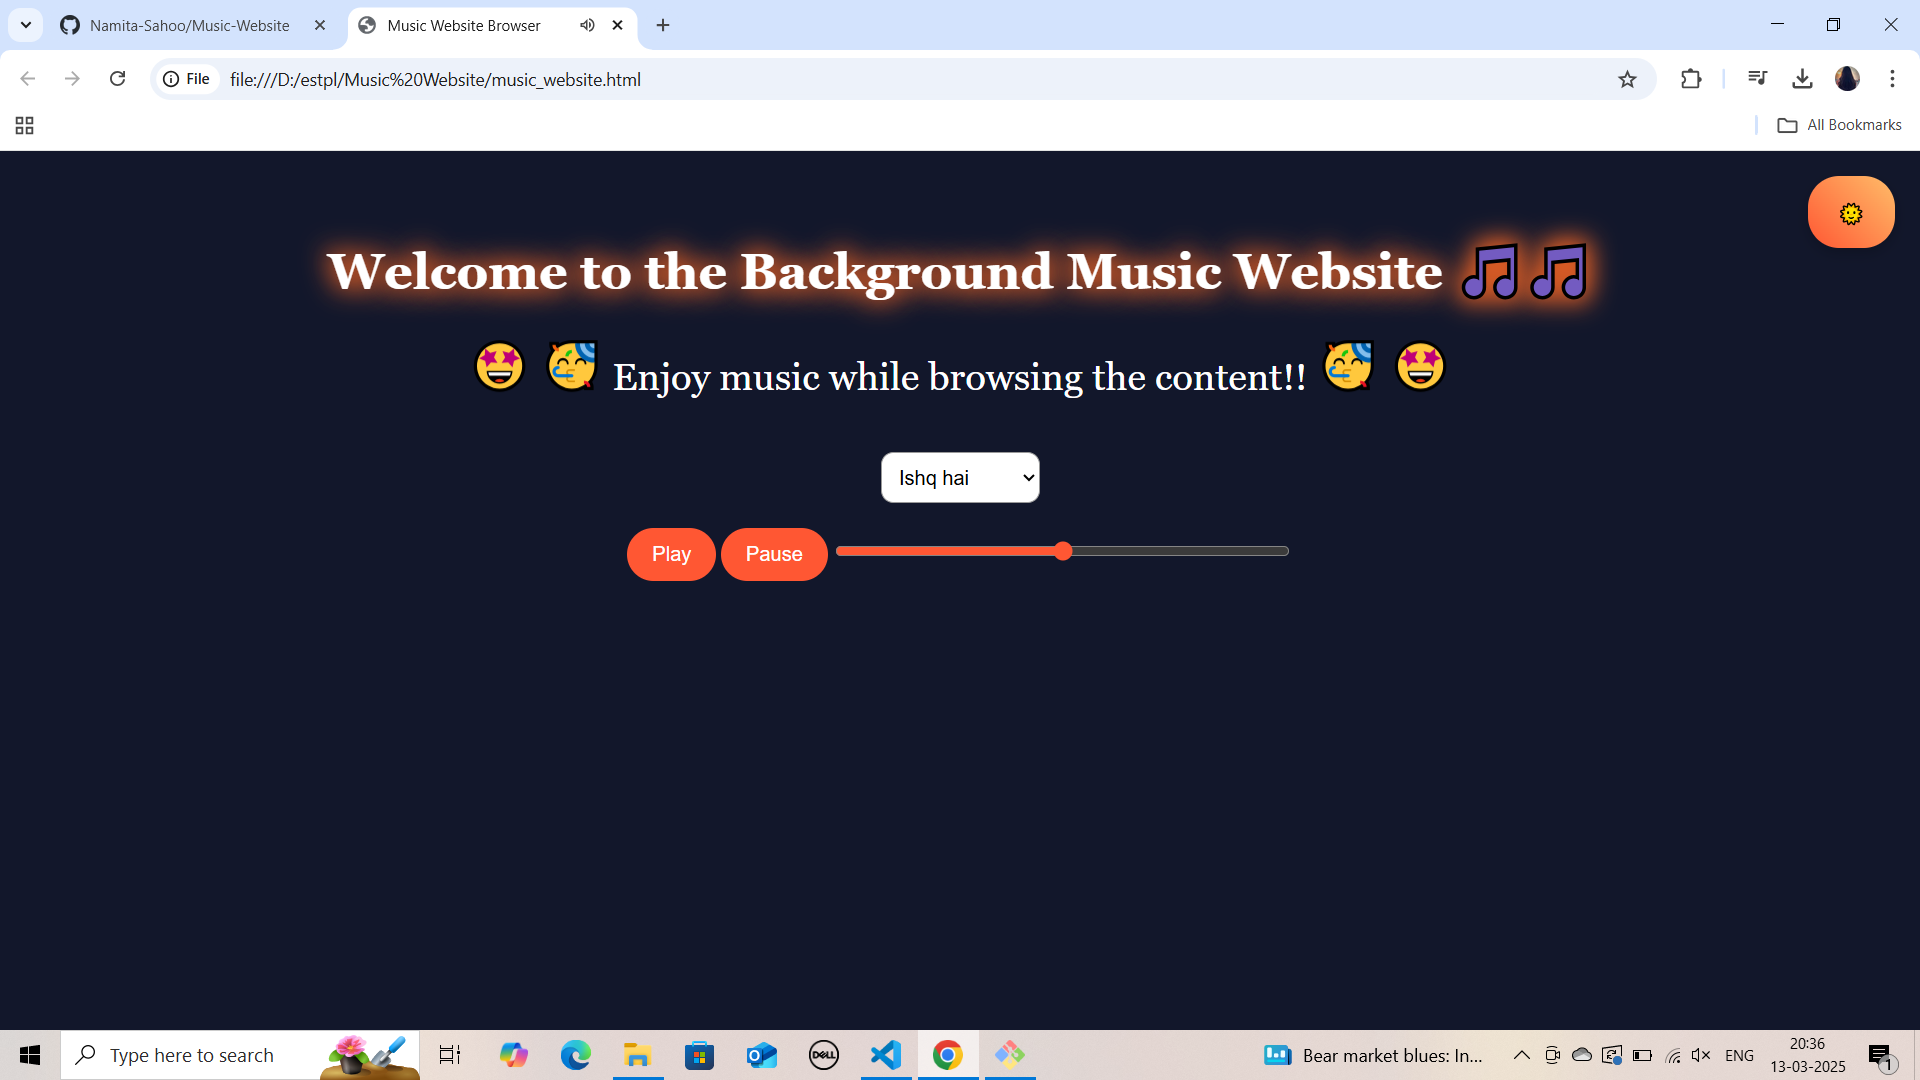 Namita-Sahoo/Music-Website
Music Website Browser
File
file:///D:/estpl/Music%20Website/music_website.html
All Bookmarks
Welcome to the Background Music Website 🎵🎵
🤩 🥳 Enjoy music while browsing the content!! 🥳 🤩
Ishq hai
Play
Pause
Type here to search
DELL
Bear market blues: In...
ENG
20:36
13-03-2025
1